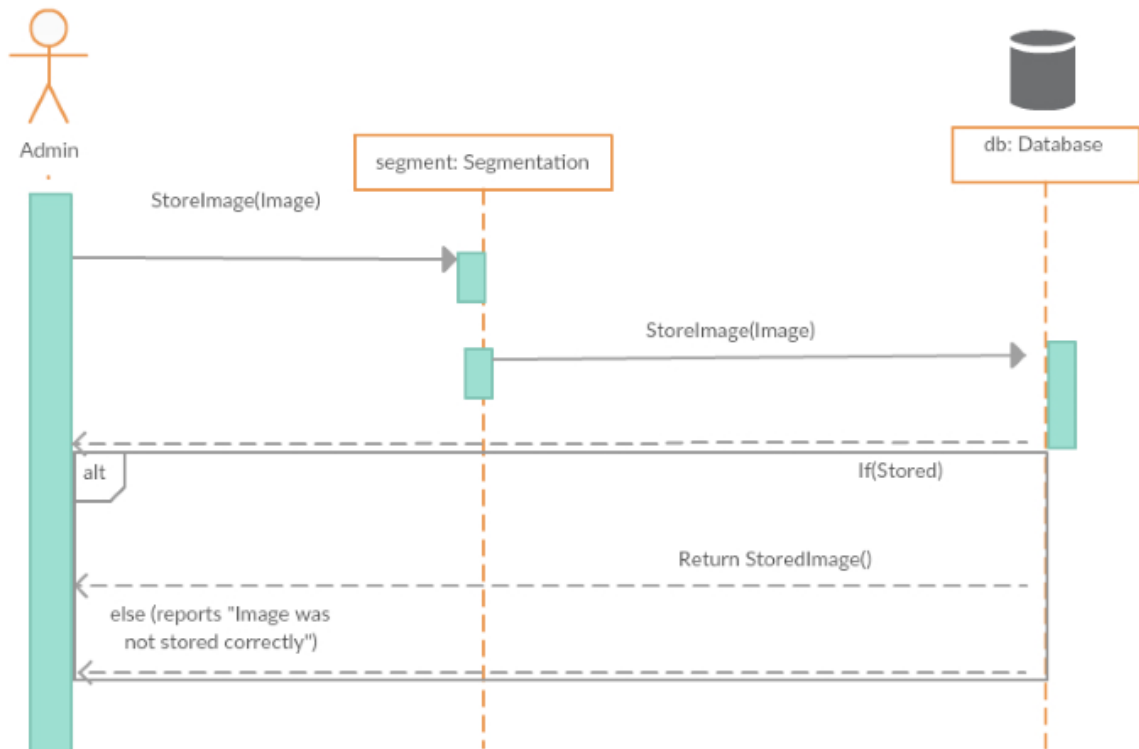 Admin
segment: Segmentation
db: Database
StoreImage(Image)
StoreImage(Image)
alt
If(Stored)
Return StoredImage()
else (reports "Image was
not stored correctly")